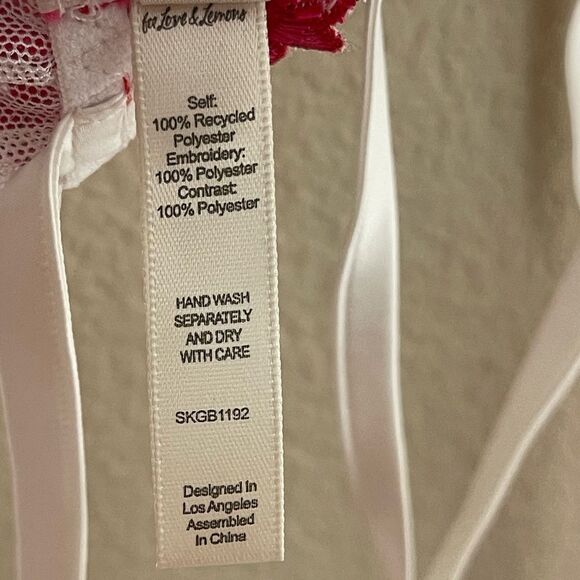 for Love & Lemons
Self:
100% Recycled
Polyester
Embroidery:
100% Polyester
Contrast:
100% Polyester
HAND WASH
SEPARATELY
AND DRY
WITH CARE
SKGB1192
Designed In
Los Angeles
Assembled
In China